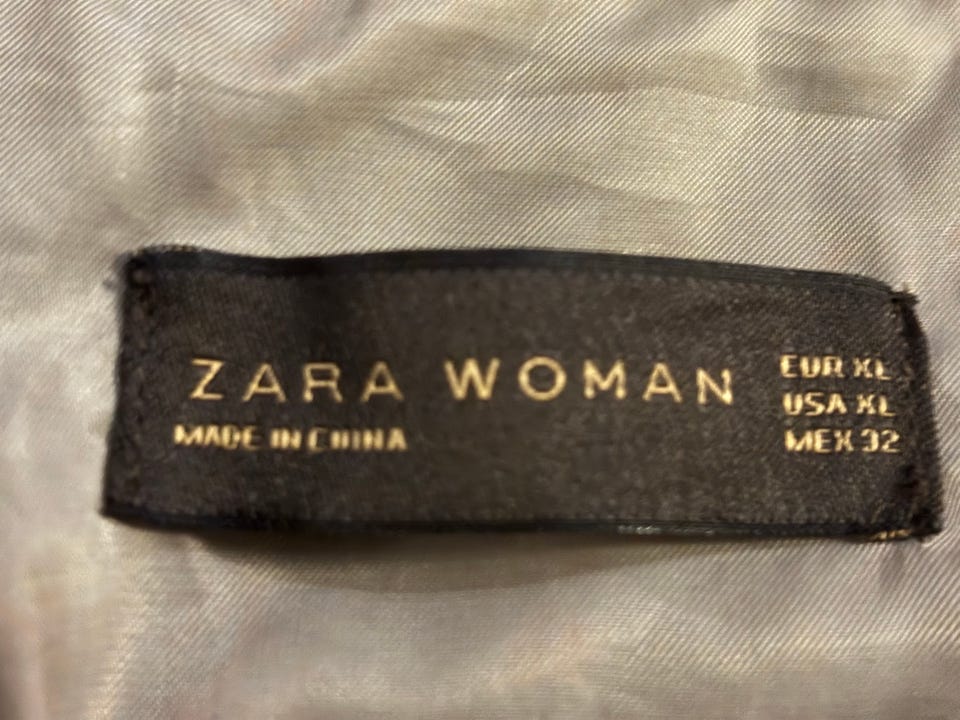 ZARA WOMAN
MADE IN CHINA
EUR XL
USA XL
MEX 32